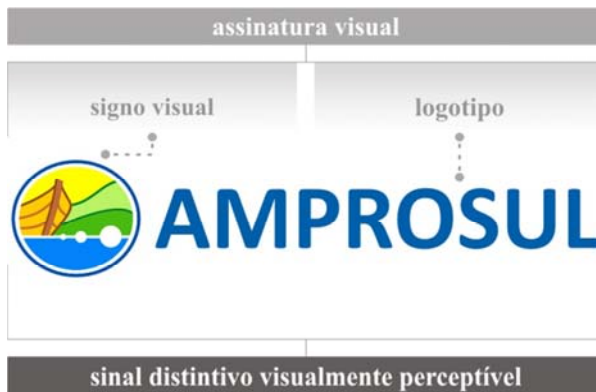 assinatura visual
signo visual
logotipo
AMPROSUL
sinal distintivo visualmente perceptível